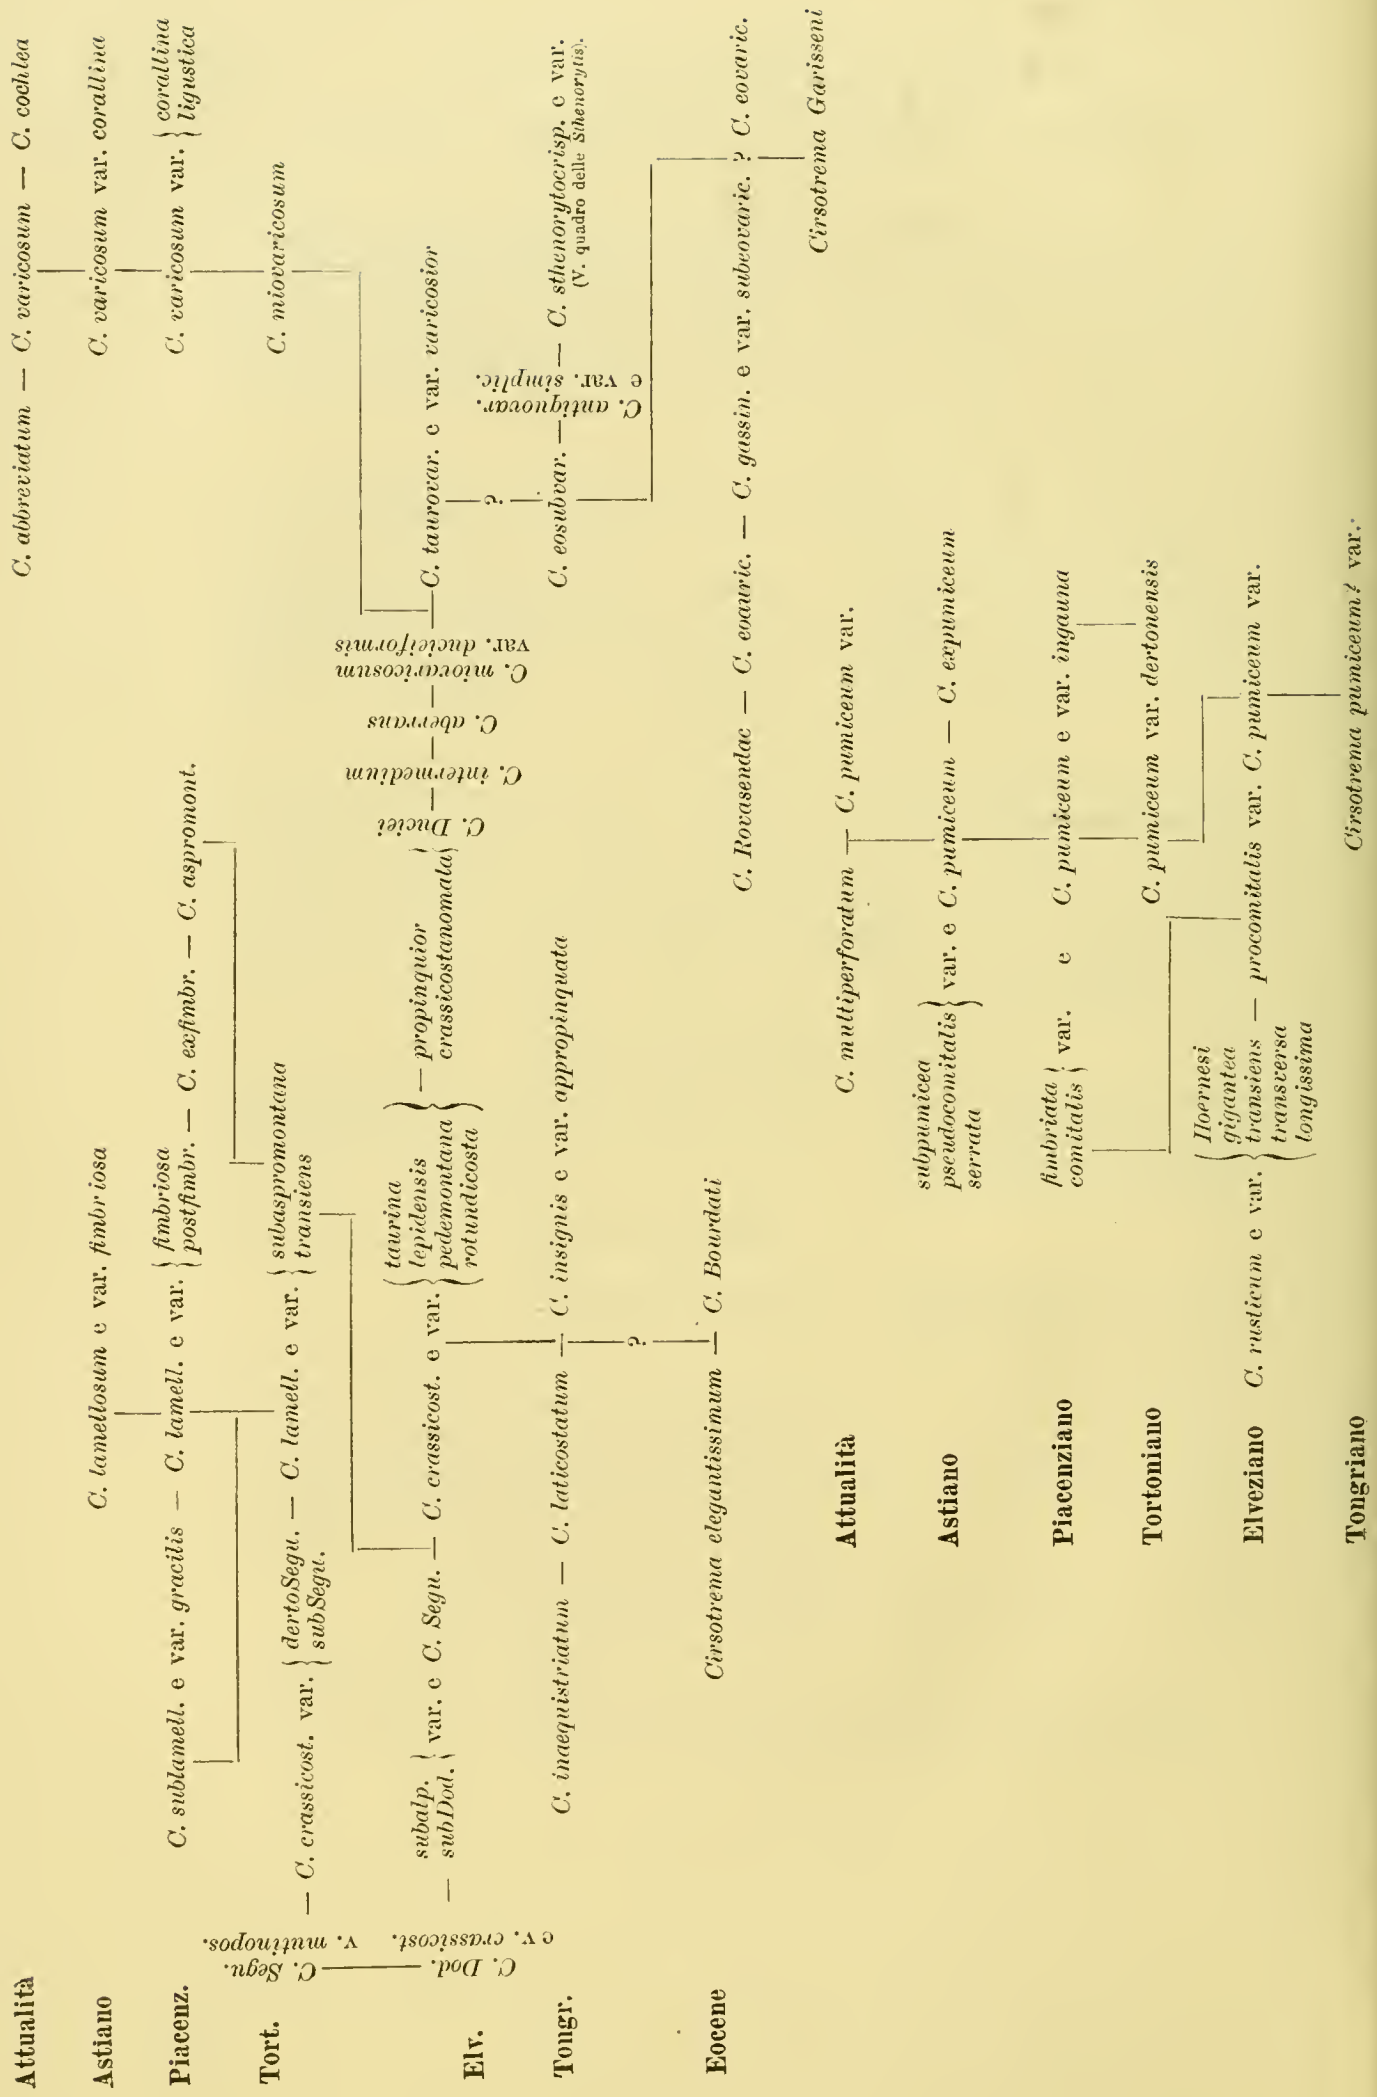 Attualità C. abbreviatum — C. varicosum — C. cochlea
Astiano C. lamellosum e var. fimbriosa C. varicosum var. corallina
Piacenz. C. sublamell. e var. gracilis — C. lamell. e var. { fimbriosa — C. exfimbr. — C. aspromont. C. varicosum var. { corallina
postfimbr. ligustica
Tort. C. Segu. v. mutinopos. — C. crassicost. var. { dertoSegu. — C. lamell. e var. { subaspromontana C. miovaricosum
subSegu. transiens
Elv. C. Dod. e v. crassicost. — subalp. } var. e C. Segu. — C. crassicost. e var. { taurina } — propinquior } C. Duciei — C. intermedium — C. aberrans — C. miovaricosum var. ducieiformis — C. taurovar. e var. varicosior
subDod. lepidensis crassicostanomala
pedemontana
rotundicosta
?
Tongr. C. inaequistriatum — C. laticostatum — C. insignis e var. appropinquata C. eosubvar. — C. antiquovar. e var. simplic. — C. sthenorytocrisp. e var.
(V. quadro delle Sthenorytis).
?
Eocene Cirsotrema elegantissimum — C. Bourdati C. Rovasendae — C. eoauric. — C. gassin. e var. subeovaric. ? C. eovaric.
Cirsotrema Garisseni
Attualità C. multiperforatum — C. pumiceum var.
Astiano subpumicea } var. e C. pumiceum — C. expumiceum
pseudocomitalis
serrata
Piacenziano fimbriata } var. e C. pumiceum e var. ingauna
comitalis
Tortoniano C. pumiceum var. dertonensis
Elveziano C. rusticum e var. { Hoernesi
gigantea
transiens — procomitalis var. C. pumiceum var.
transversa
longissima
Tongriano Cirsotrema pumiceum? var.